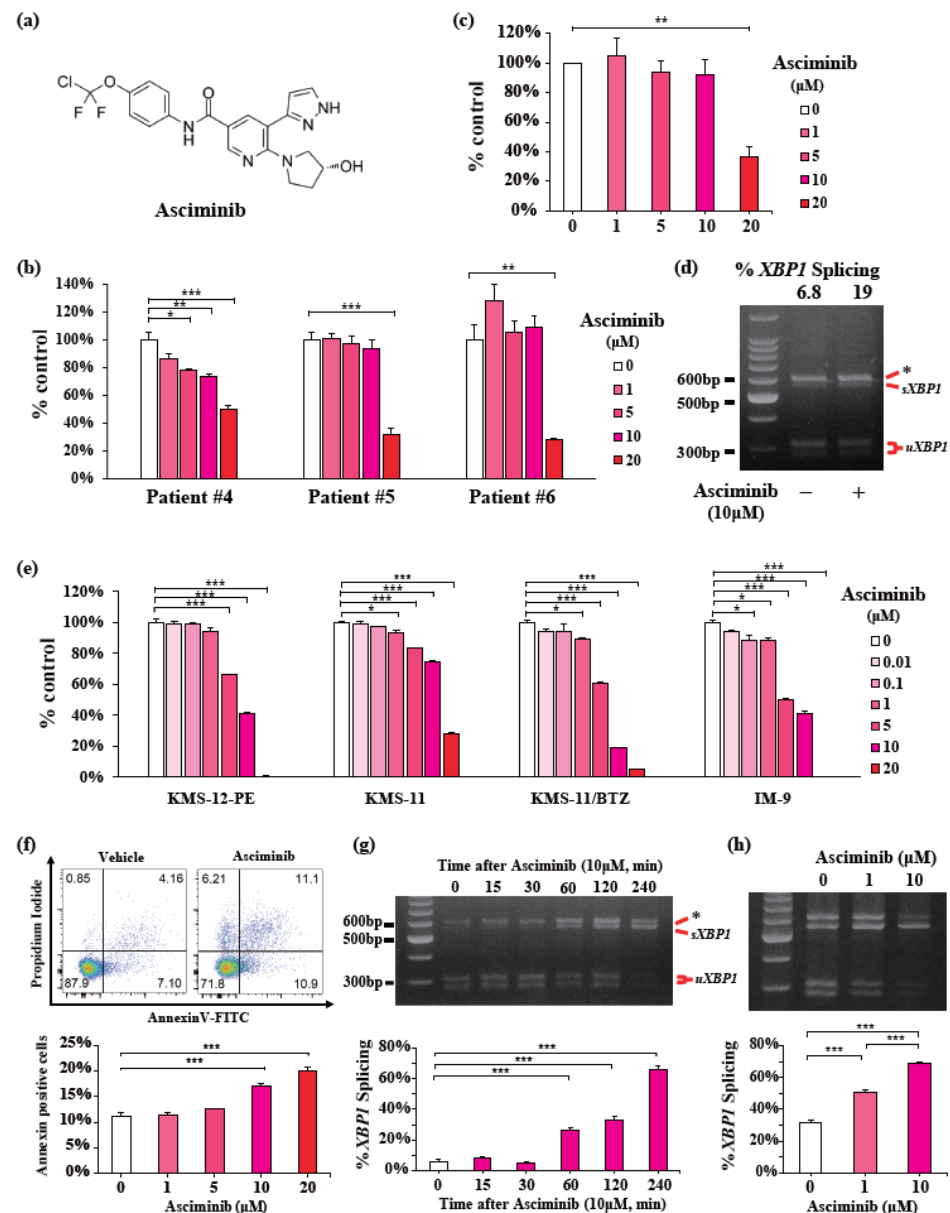 (a)
Cl
O
F
F
N
H
O
N
N
NH
N
OH
Asciminib
(c)
% control
120%
100%
80%
60%
40%
20%
0%
**
0 1 5 10 20
Asciminib
(µM)
0
1
5
10
20
(b)
% control
140%
120%
100%
80%
60%
40%
20%
0%
***
**
*
***
**
Patient #4 Patient #5 Patient #6
Asciminib
(µM)
0
1
5
10
20
(d)
% XBP1 Splicing
6.8 19
600bp
500bp
300bp
*
sXBP1
uXBP1
Asciminib − +
(10µM)
(e)
% control
120%
100%
80%
60%
40%
20%
0%
***
***
***
***
***
***
*
***
***
***
*
***
***
***
*
*
KMS-12-PE KMS-11 KMS-11/BTZ IM-9
Asciminib
(µM)
0
0.01
0.1
1
5
10
20
(f)
Vehicle Asciminib
Propidium Iodide
0.85 4.16 6.21 11.1
87.9 7.10 71.8 10.9
AnnexinV-FITC
Annexin positive cells
25%
20%
15%
10%
5%
0%
***
***
0 1 5 10 20
Asciminib (µM)
(g)
Time after Asciminib (10µM, min)
0 15 30 60 120 240
600bp
500bp
300bp
*
sXBP1
uXBP1
% XBP1 Splicing
80%
60%
40%
20%
0%
***
***
***
0 15 30 60 120 240
Time after Asciminib (10µM, min)
(h)
Asciminib (µM)
0 1 10
% XBP1 Splicing
80%
60%
40%
20%
0%
***
***
***
0 1 10
Asciminib (µM)